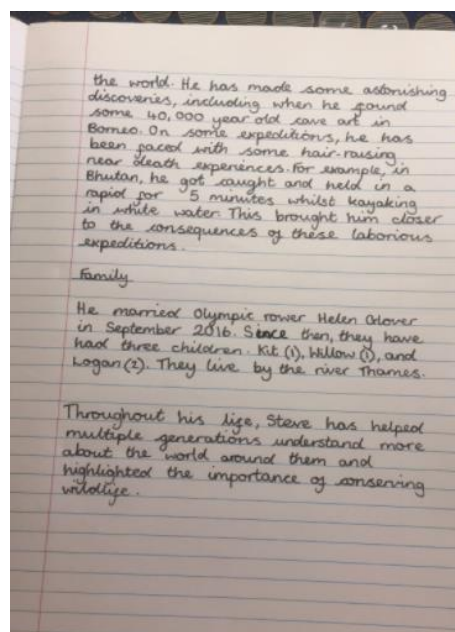 the world. He has made some astonishing
discoveries, including when he found
some 40,000 year old cave art in
Borneo. On some expeditions, he has
been faced with some hair-raising
near death experiences. For example, in
Bhutan, he got caught and held in a
rapid for 5 minutes whilst kayaking
in white water. This brought him closer
to the consequences of these laborious
expeditions.
Family
He married Olympic rower Helen Glover
in September 2016. Since then, they have
had three children. Kit (1), Willow (1), and
Logan (2). They live by the river Thames.
Throughout his life, Steve has helped
multiple generations understand more
about the world around them and
highlighted the importance of conserving
wildlife.